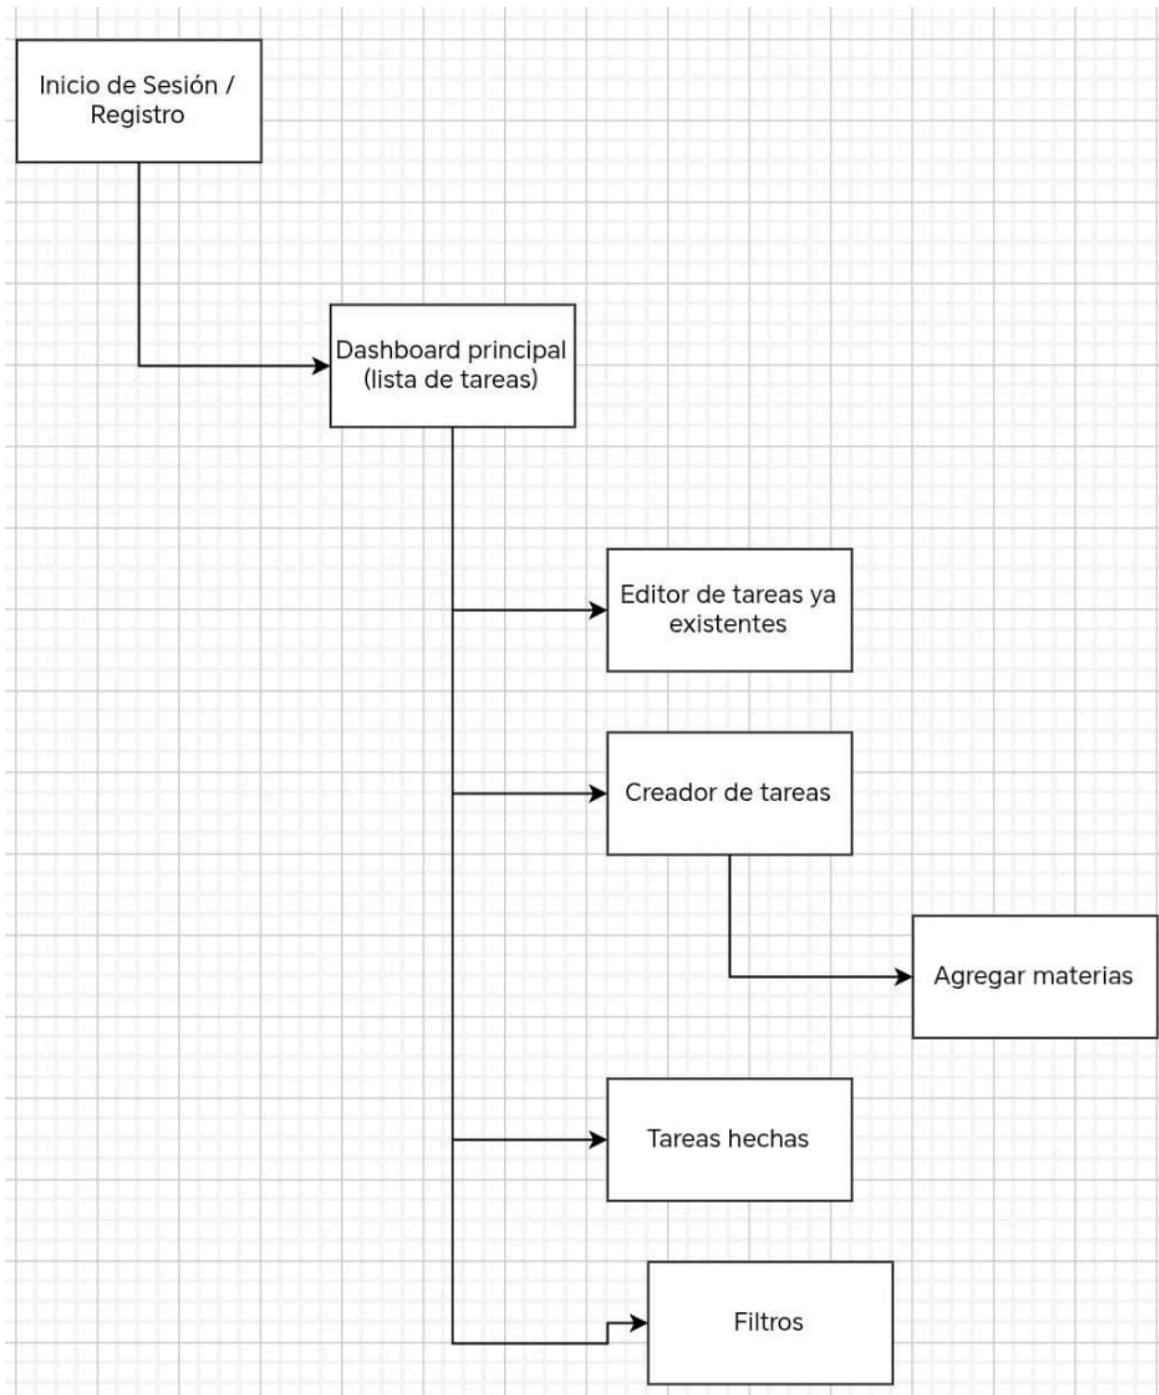 Inicio de Sesión /
Registro
Dashboard principal
(lista de tareas)
Editor de tareas ya
existentes
Creador de tareas
Agregar materias
Tareas hechas
Filtros